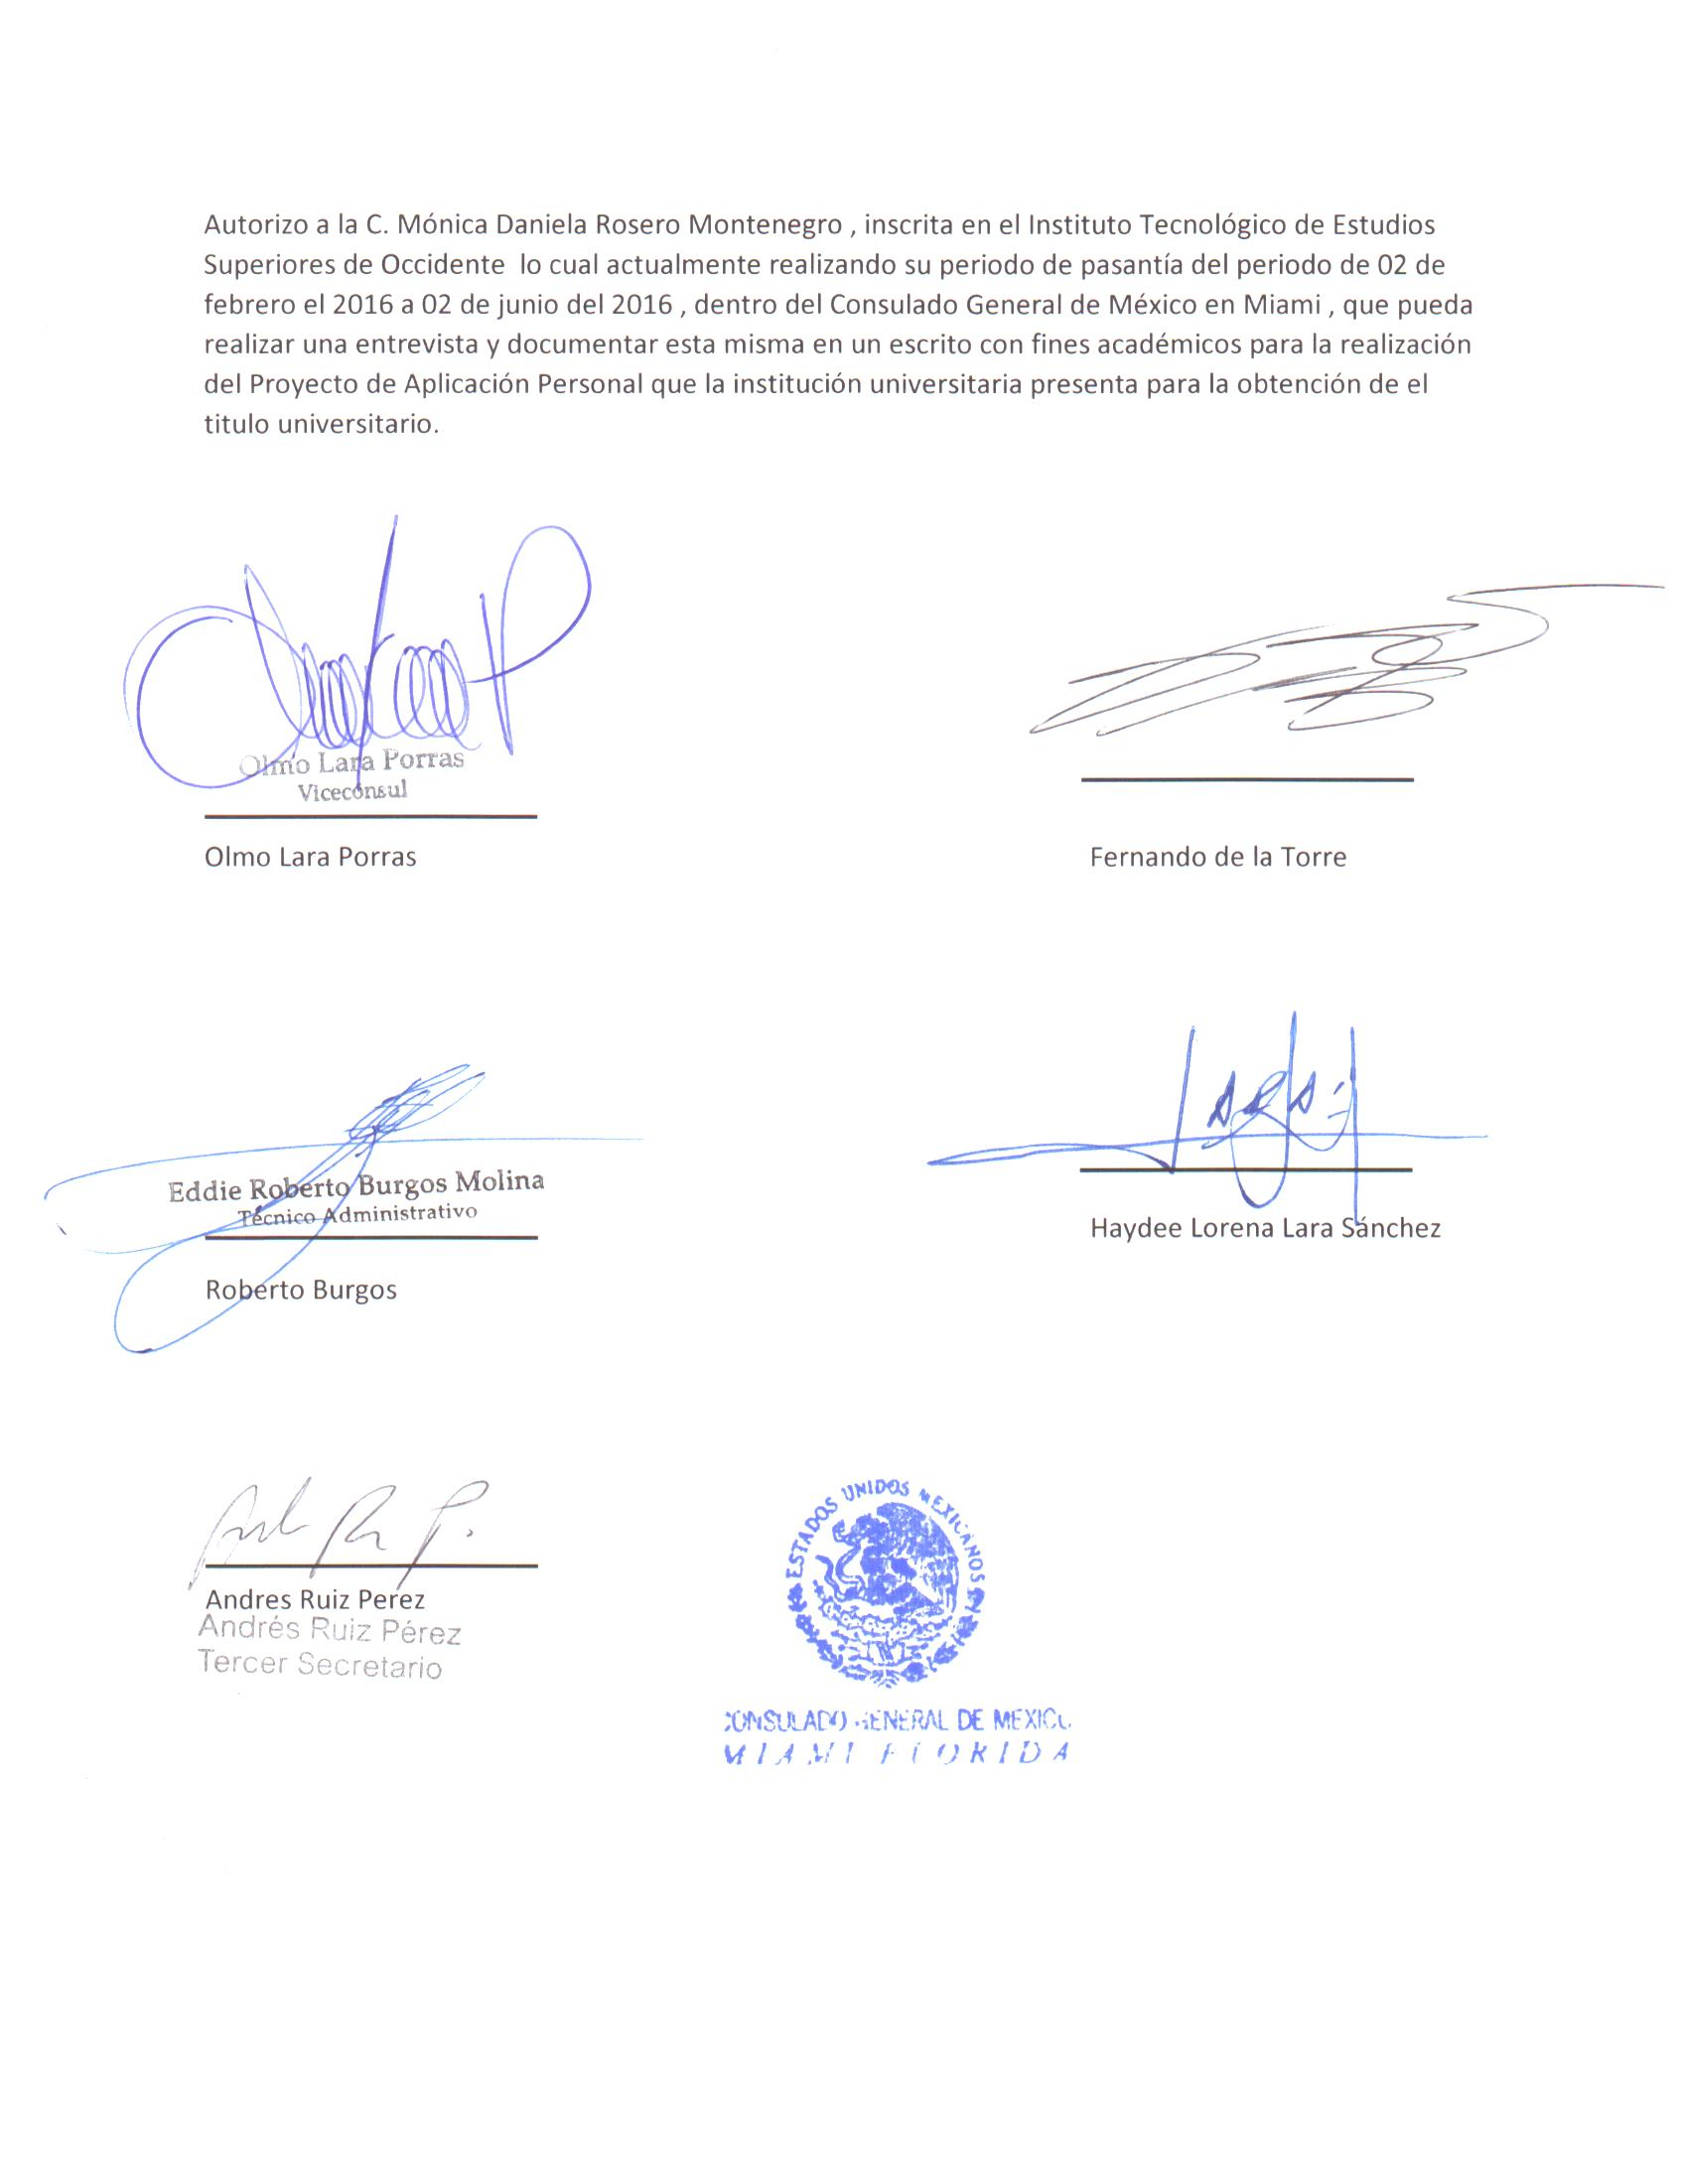 Autorizo a la C. Mónica Daniela Rosero Montenegro , inscrita en el Instituto Tecnológico de Estudios
Superiores de Occidente  lo cual actualmente realizando su periodo de pasantía del periodo de 02 de
febrero el 2016 a 02 de junio del 2016 , dentro del Consulado General de México en Miami , que pueda
realizar una entrevista y documentar esta misma en un escrito con fines académicos para la realización
del Proyecto de Aplicación Personal que la institución universitaria presenta para la obtención de el
titulo universitario.
Olmo Lara Porras
Viceconsul
Olmo Lara Porras
Fernando de la Torre
Eddie Roberto Burgos Molina
Técnico Administrativo
Roberto Burgos
Haydee Lorena Lara Sánchez
Andres Ruiz Perez
Andrés Ruiz Pérez
Tercer Secretario
ESTADOS UNIDOS MEXICANOS
CONSULADO GENERAL DE MEXICO
MIAMI FLORIDA